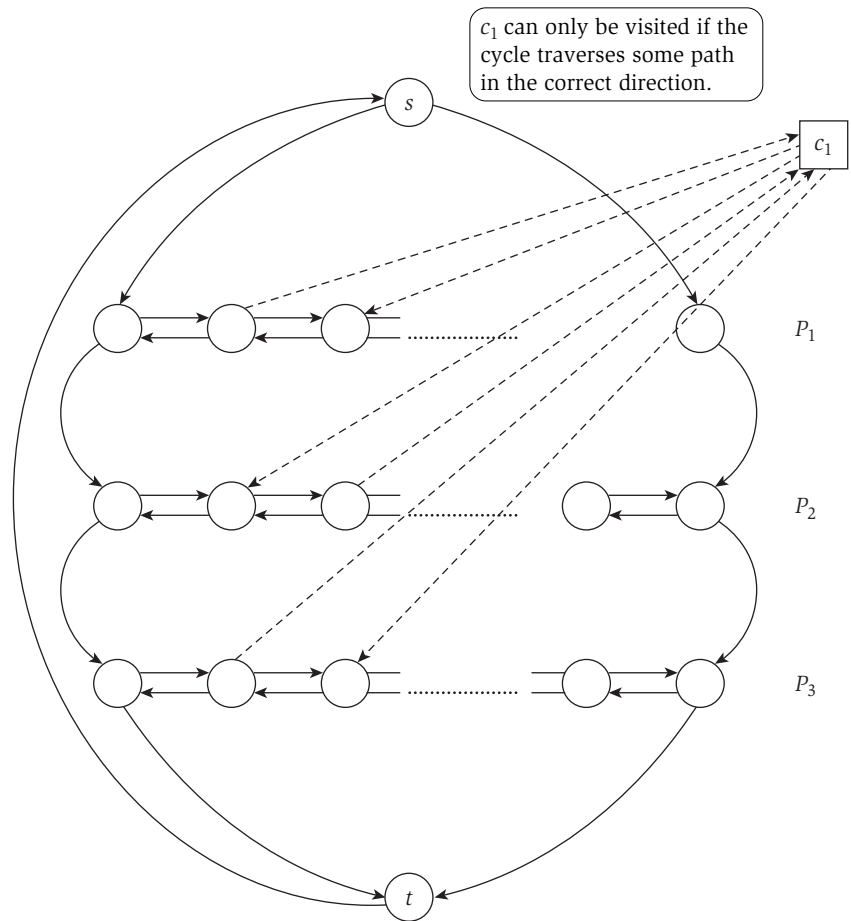 c₁ can only be visited if the
cycle traverses some path
in the correct direction.
s
c₁
P₁
P₂
P₃
t